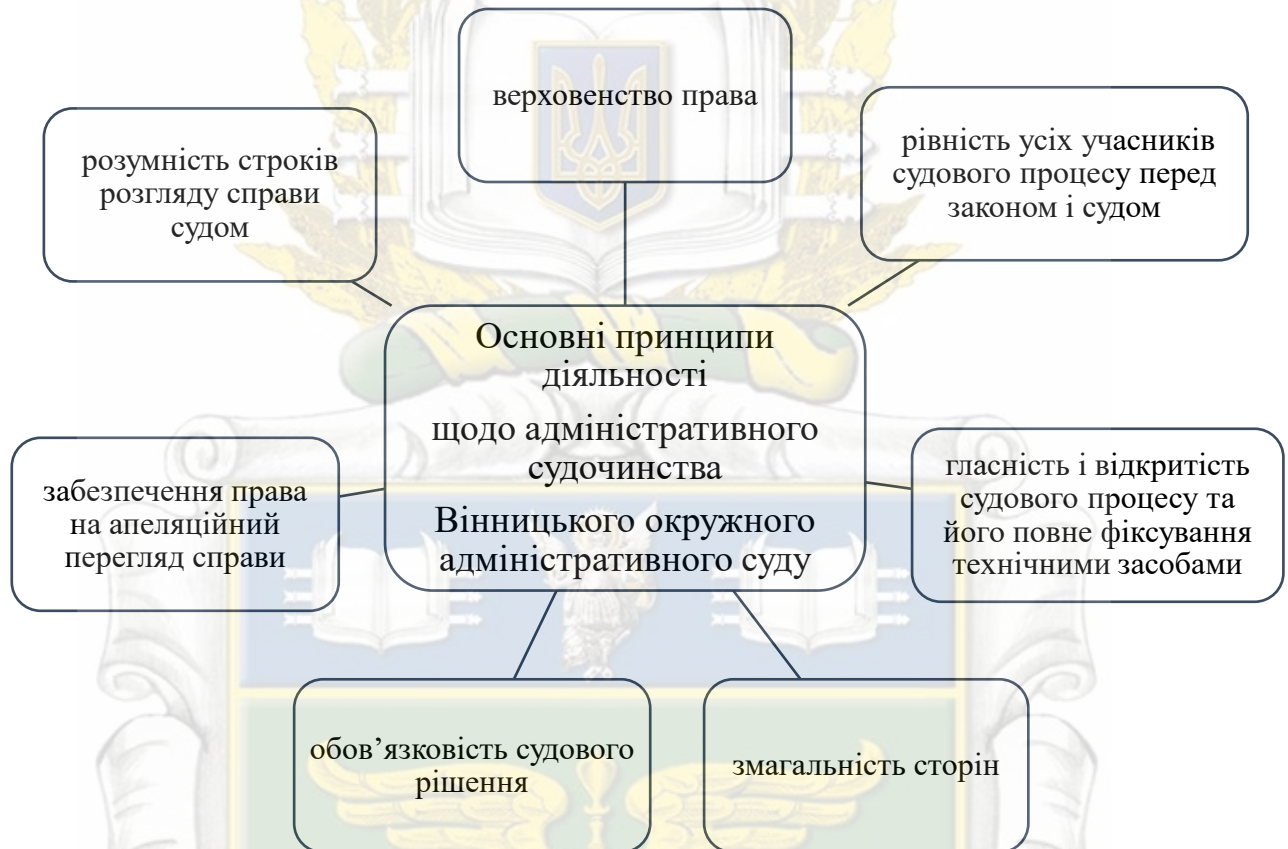 верховенство права
розумність строків
розгляду справи
судом
рівність усіх учасників
судового процесу перед
законом і судом
Основні принципи
діяльності
щодо адміністративного
судочинства
Вінницького окружного
адміністративного суду
забезпечення права
на апеляційний
перегляд справи
гласність і відкритість
судового процесу та
його повне фіксування
технічними засобами
обов’язковість судового
рішення
змагальність сторін